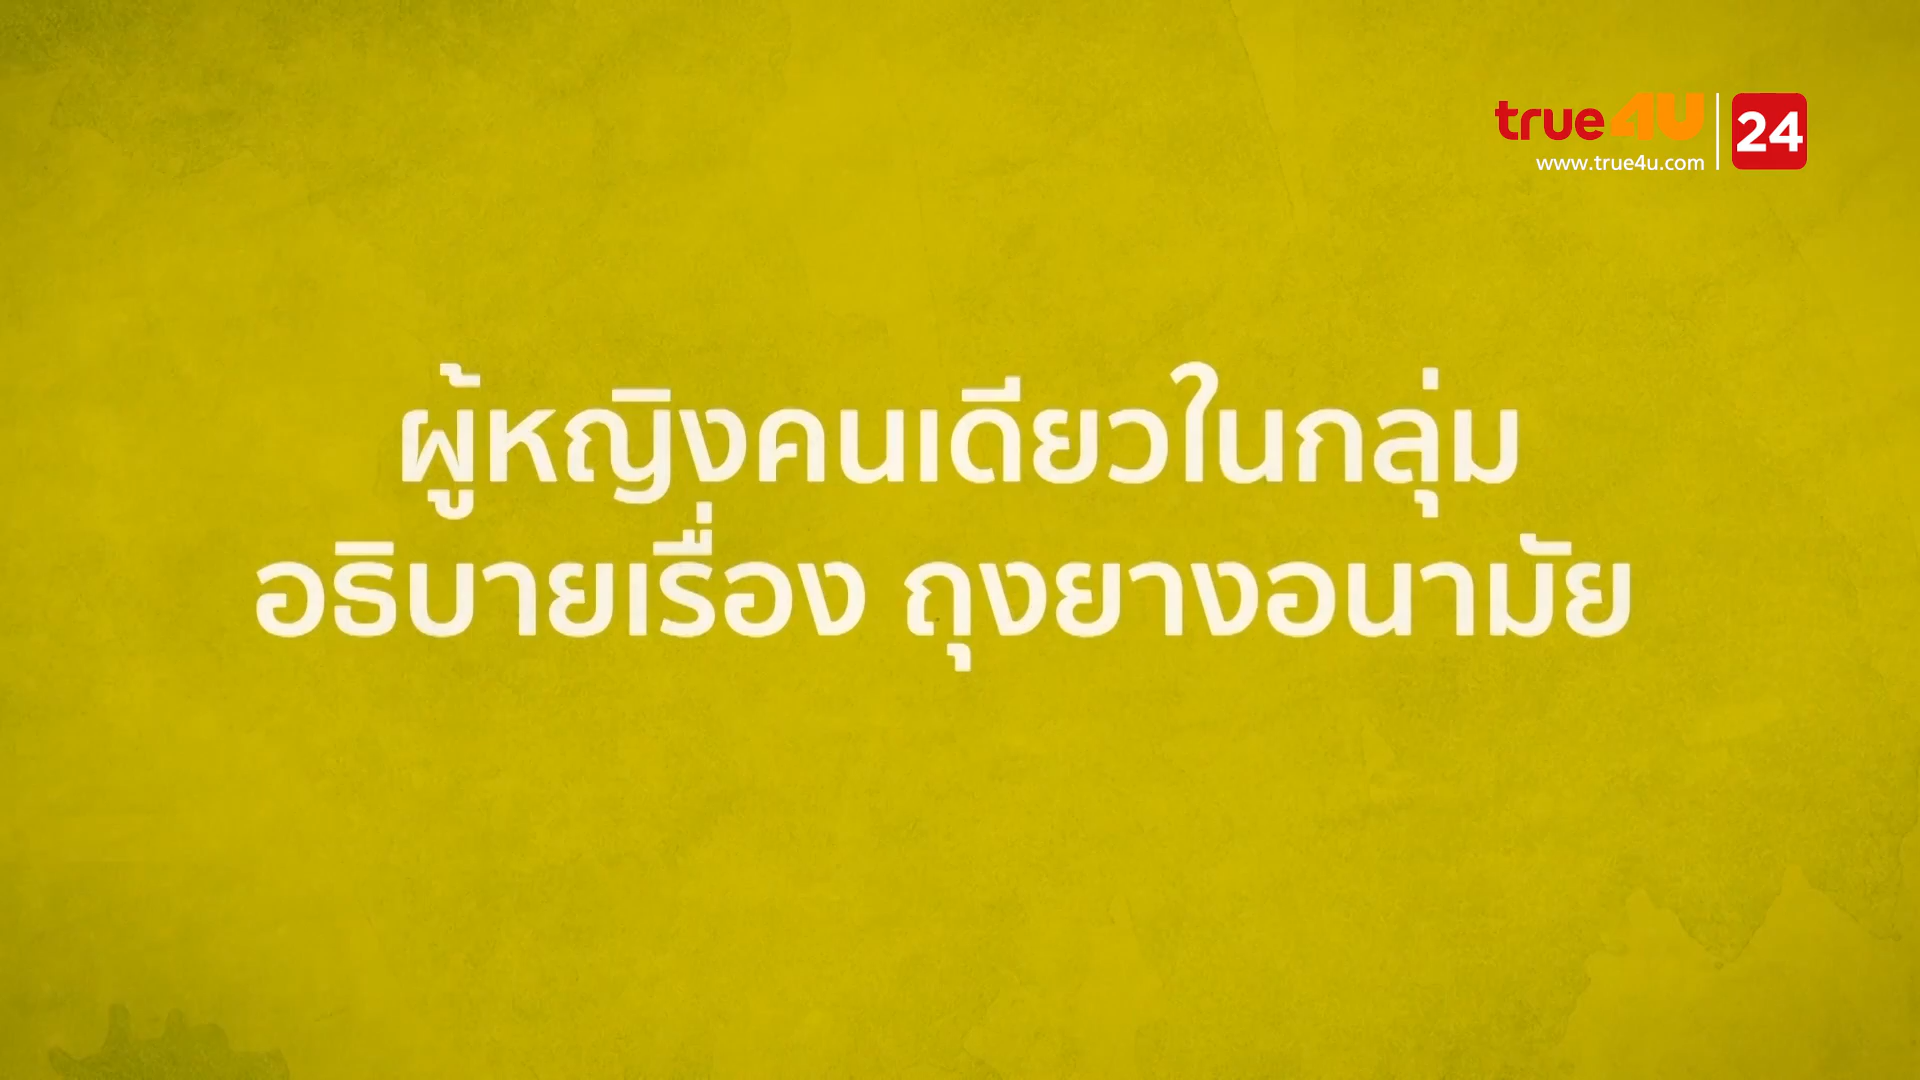 true4U
24
www.true4u.com
ผู้หญิงคนเดียวในกลุ่ม
อธิบายเรื่อง ถุงยางอนามัย